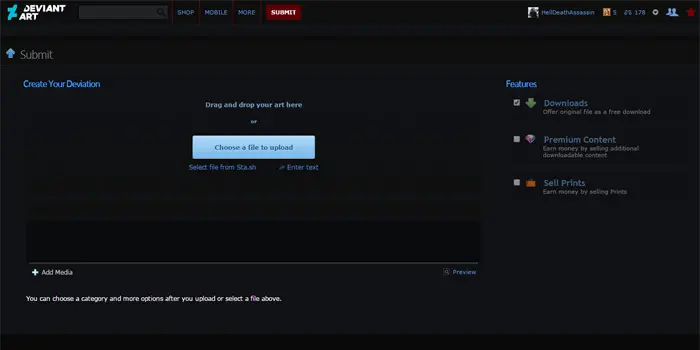 DEVIANT
ART
SHOP
MOBILE
MORE
SUBMIT
HellDeathAssassin
5
178
Submit
Create Your Deviation
Drag and drop your art here
or
Choose a file to upload
Select file from Sta.sh
Enter text
Add Media
Preview
You can choose a category and more options after you upload or select a file above.
Features
Downloads
Offer original file as a free download
Premium Content
Earn money by selling additional
downloadable content
Sell Prints
Earn money by selling Prints